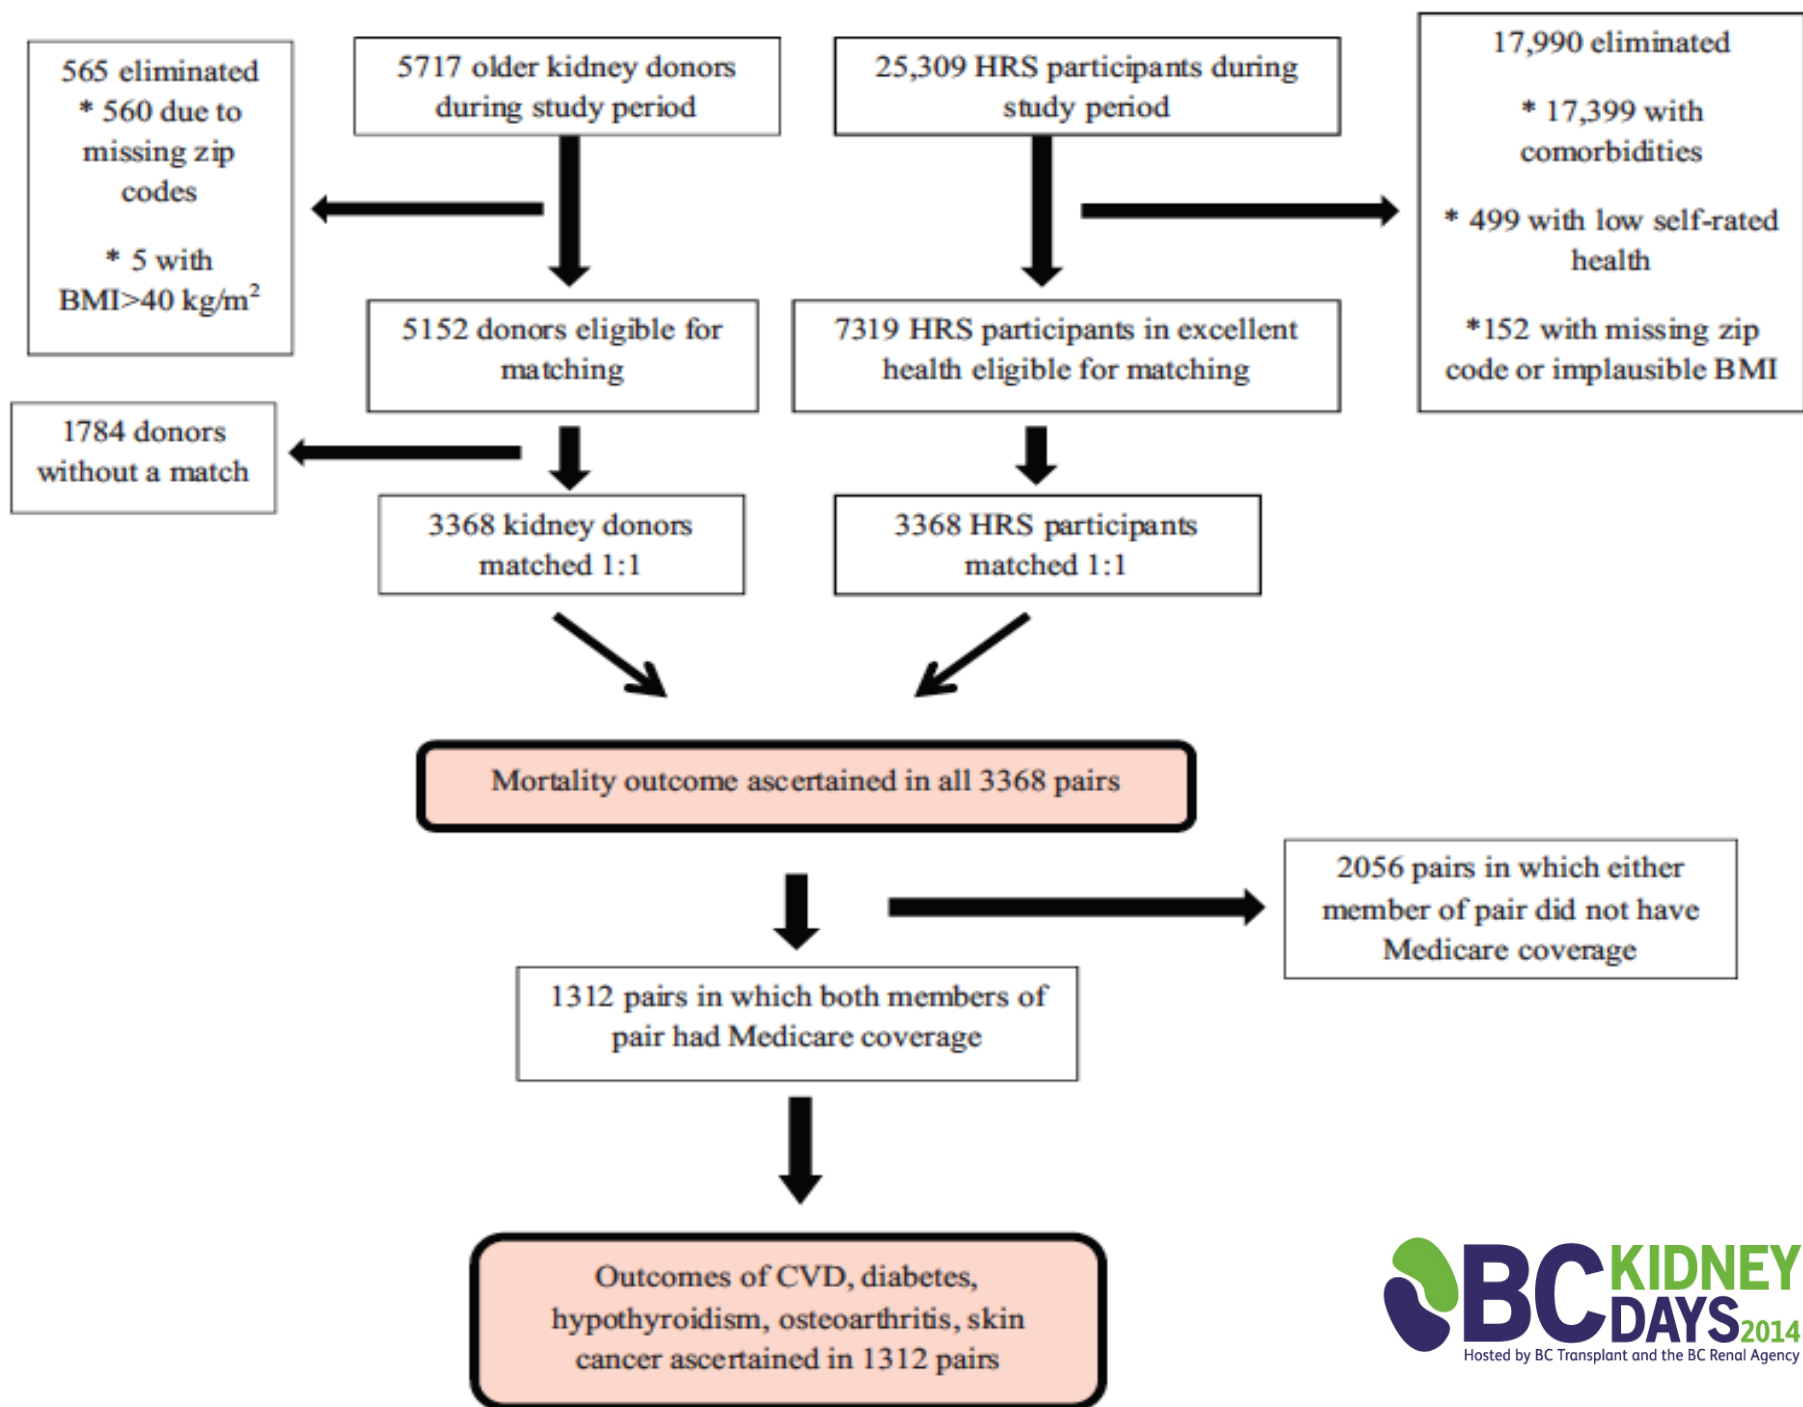 565 eliminated
* 560 due to
missing zip
codes
* 5 with
BMI>40 kg/m²
5717 older kidney donors
during study period
25,309 HRS participants during
study period
17,990 eliminated
* 17,399 with
comorbidities
* 499 with low self-rated
health
*152 with missing zip
code or implausible BMI
5152 donors eligible for
matching
7319 HRS participants in excellent
health eligible for matching
1784 donors
without a match
3368 kidney donors
matched 1:1
3368 HRS participants
matched 1:1
Mortality outcome ascertained in all 3368 pairs
2056 pairs in which either
member of pair did not have
Medicare coverage
1312 pairs in which both members of
pair had Medicare coverage
Outcomes of CVD, diabetes,
hypothyroidism, osteoarthritis, skin
cancer ascertained in 1312 pairs
BC KIDNEY
DAYS 2014
Hosted by BC Transplant and the BC Renal Agency